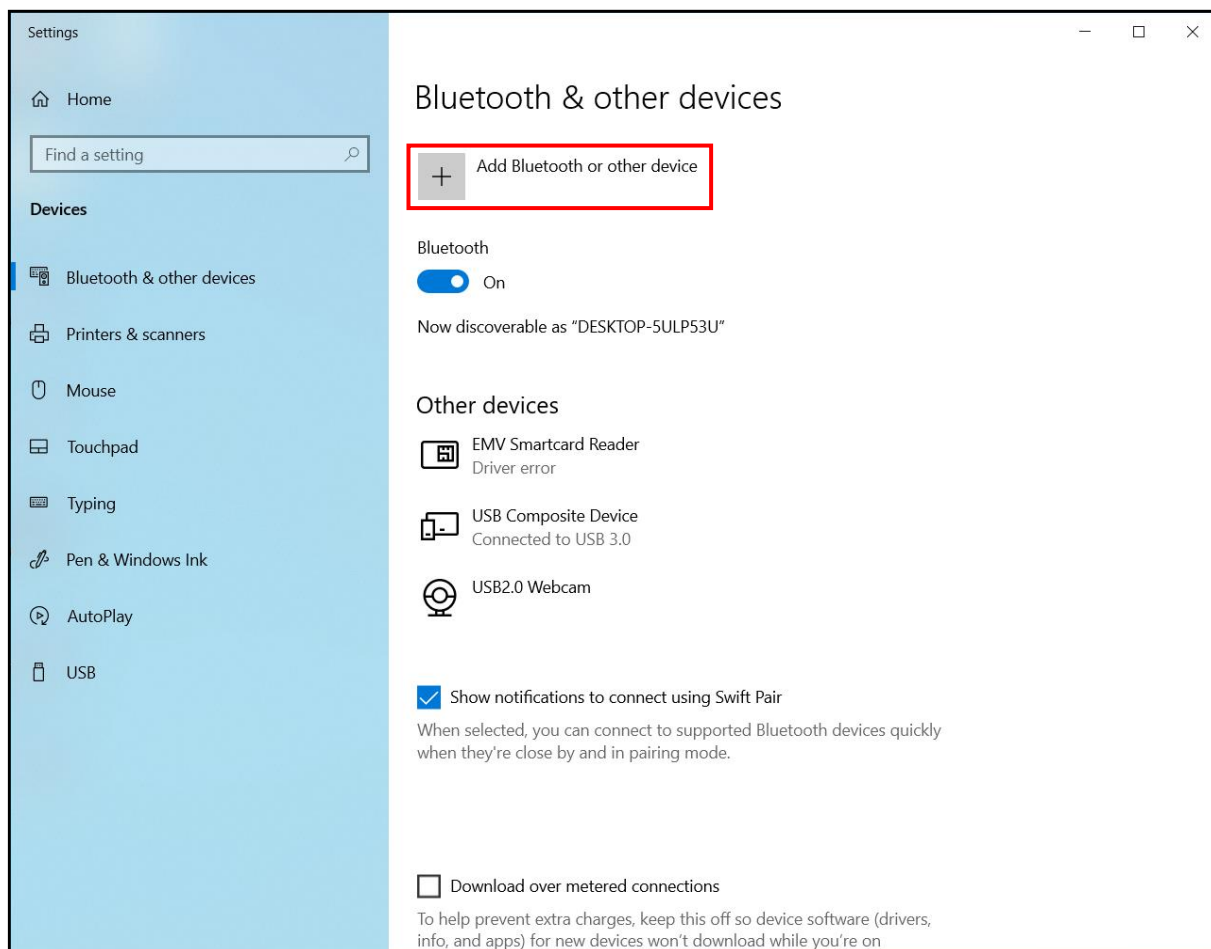 Settings
Home
Find a setting
Devices
Bluetooth & other devices
Printers & scanners
Mouse
Touchpad
Typing
Pen & Windows Ink
AutoPlay
USB
Bluetooth & other devices
Add Bluetooth or other device
Bluetooth
On
Now discoverable as “DESKTOP-5ULP53U”
Other devices
EMV Smartcard Reader
Driver error
USB Composite Device
Connected to USB 3.0
USB2.0 Webcam
Show notifications to connect using Swift Pair
When selected, you can connect to supported Bluetooth devices quickly
when they're close by and in pairing mode.
Download over metered connections
To help prevent extra charges, keep this off so device software (drivers,
info, and apps) for new devices won’t download while you’re on